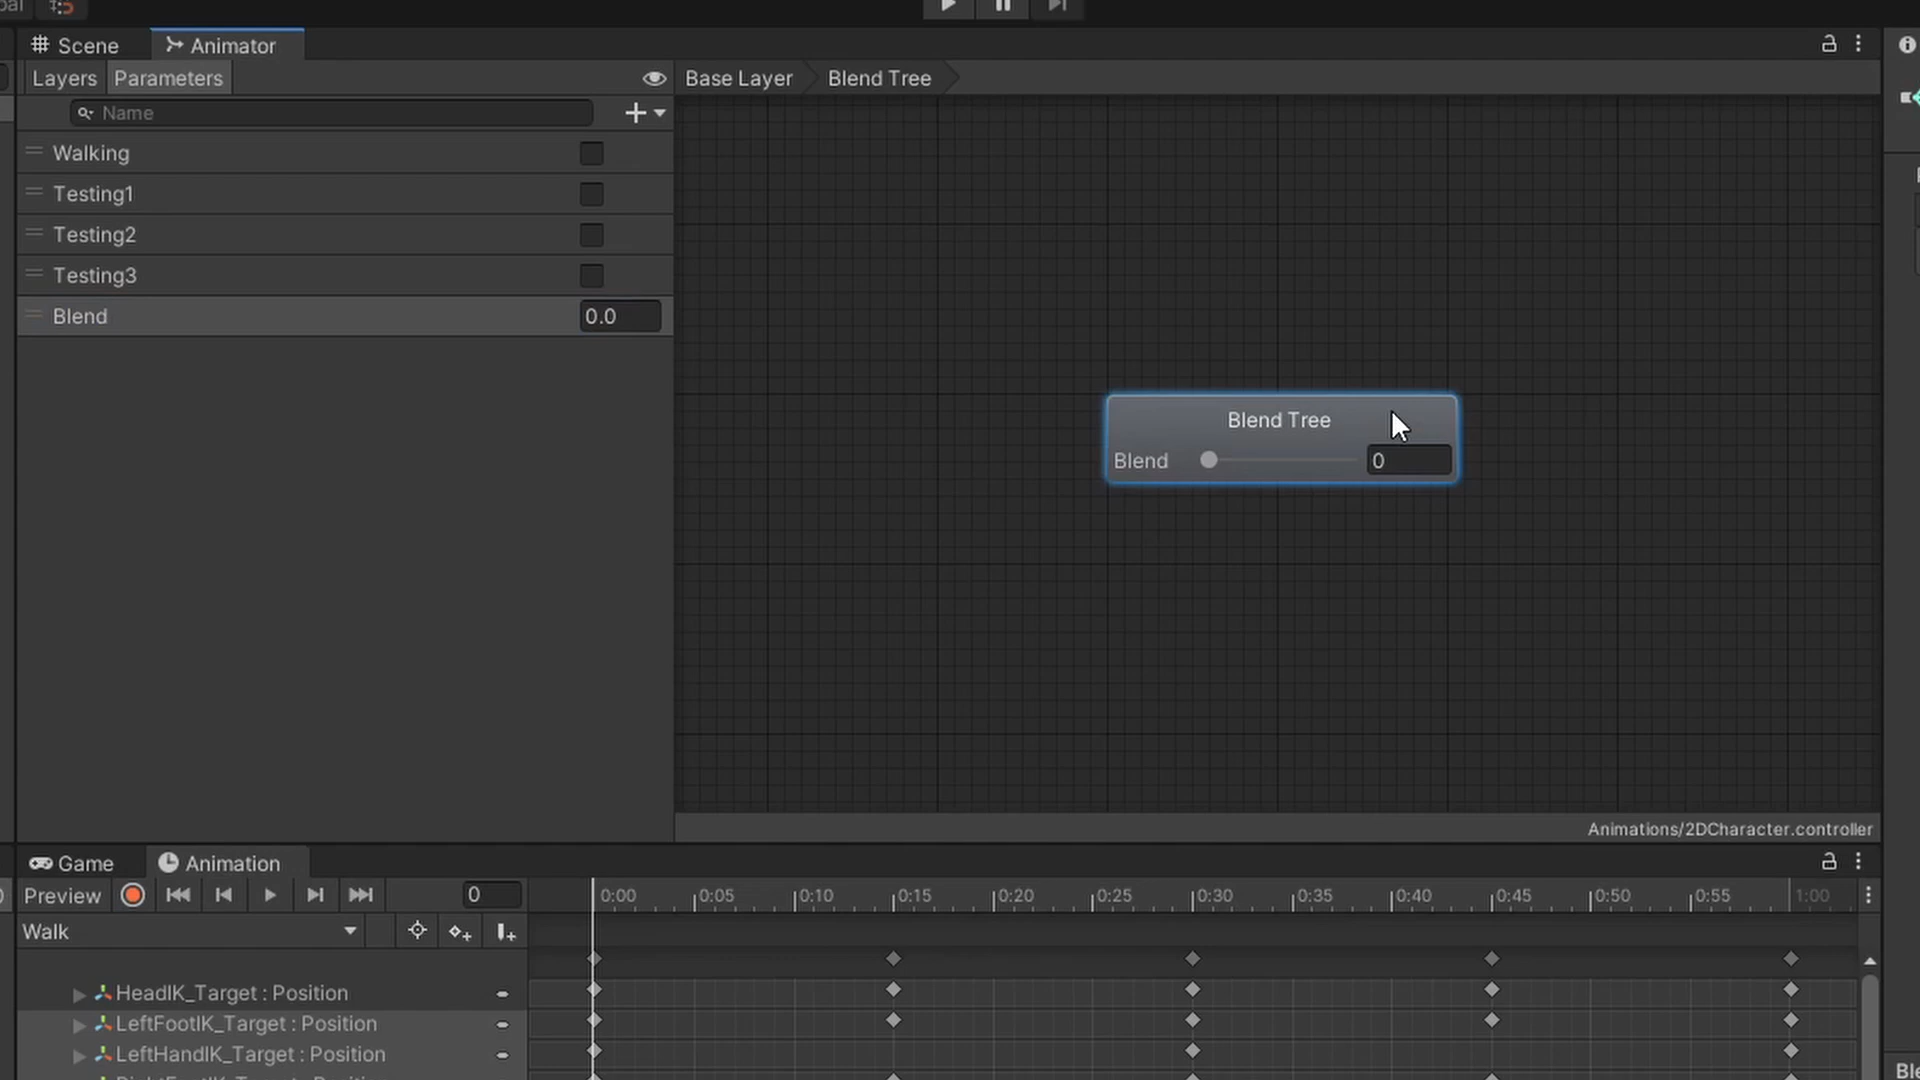 Scene
Animator
Layers
Parameters
Base Layer
Blend Tree
Name
Walking
Testing1
Testing2
Testing3
Blend
0.0
Blend Tree
Blend
0
Animations/2DCharacter.controller
Game
Animation
Preview
0
0:00
0:05
0:10
0:15
0:20
0:25
0:30
0:35
0:40
0:45
0:50
0:55
1:00
Walk
HeadIK_Target : Position
LeftFootIK_Target : Position
LeftHandIK_Target : Position